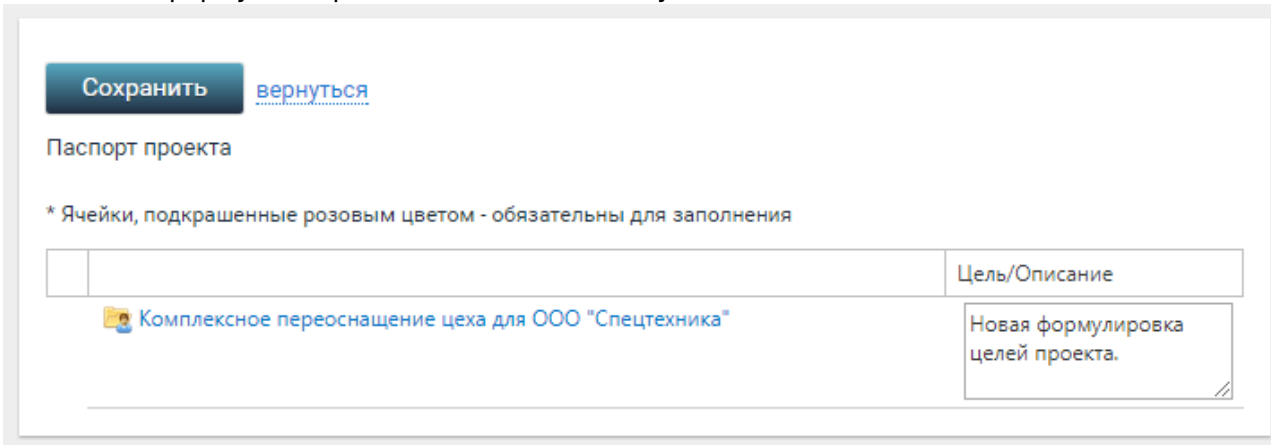 Сохранить вернуться
Паспорт проекта
* Ячейки, подкрашенные розовым цветом - обязательны для заполнения
Цель/Описание
Комплексное переоснащение цеха для ООО "Спецтехника"
Новая формулировка
целей проекта.